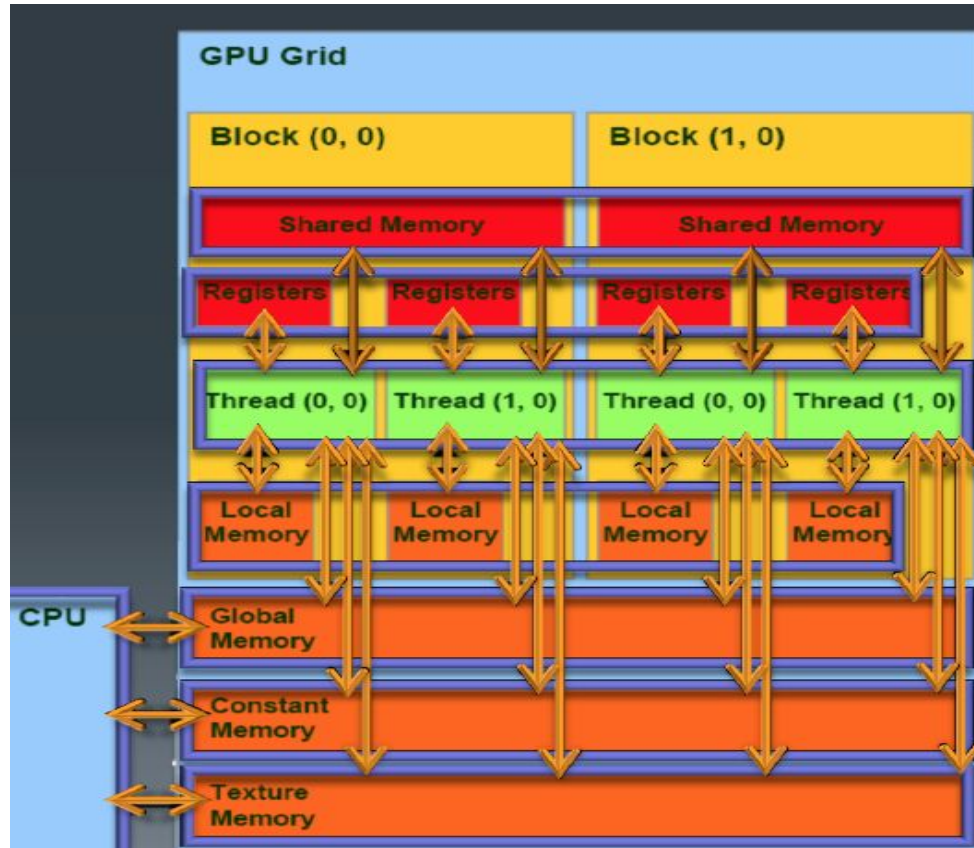 GPU Grid
Block (0, 0)
Block (1, 0)
Shared Memory
Shared Memory
Registers
Registers
Registers
Registers
Thread (0, 0)
Thread (1, 0)
Thread (0, 0)
Thread (1, 0)
Local
Memory
Local
Memory
Local
Memory
Local
Memory
CPU
Global
Memory
Constant
Memory
Texture
Memory